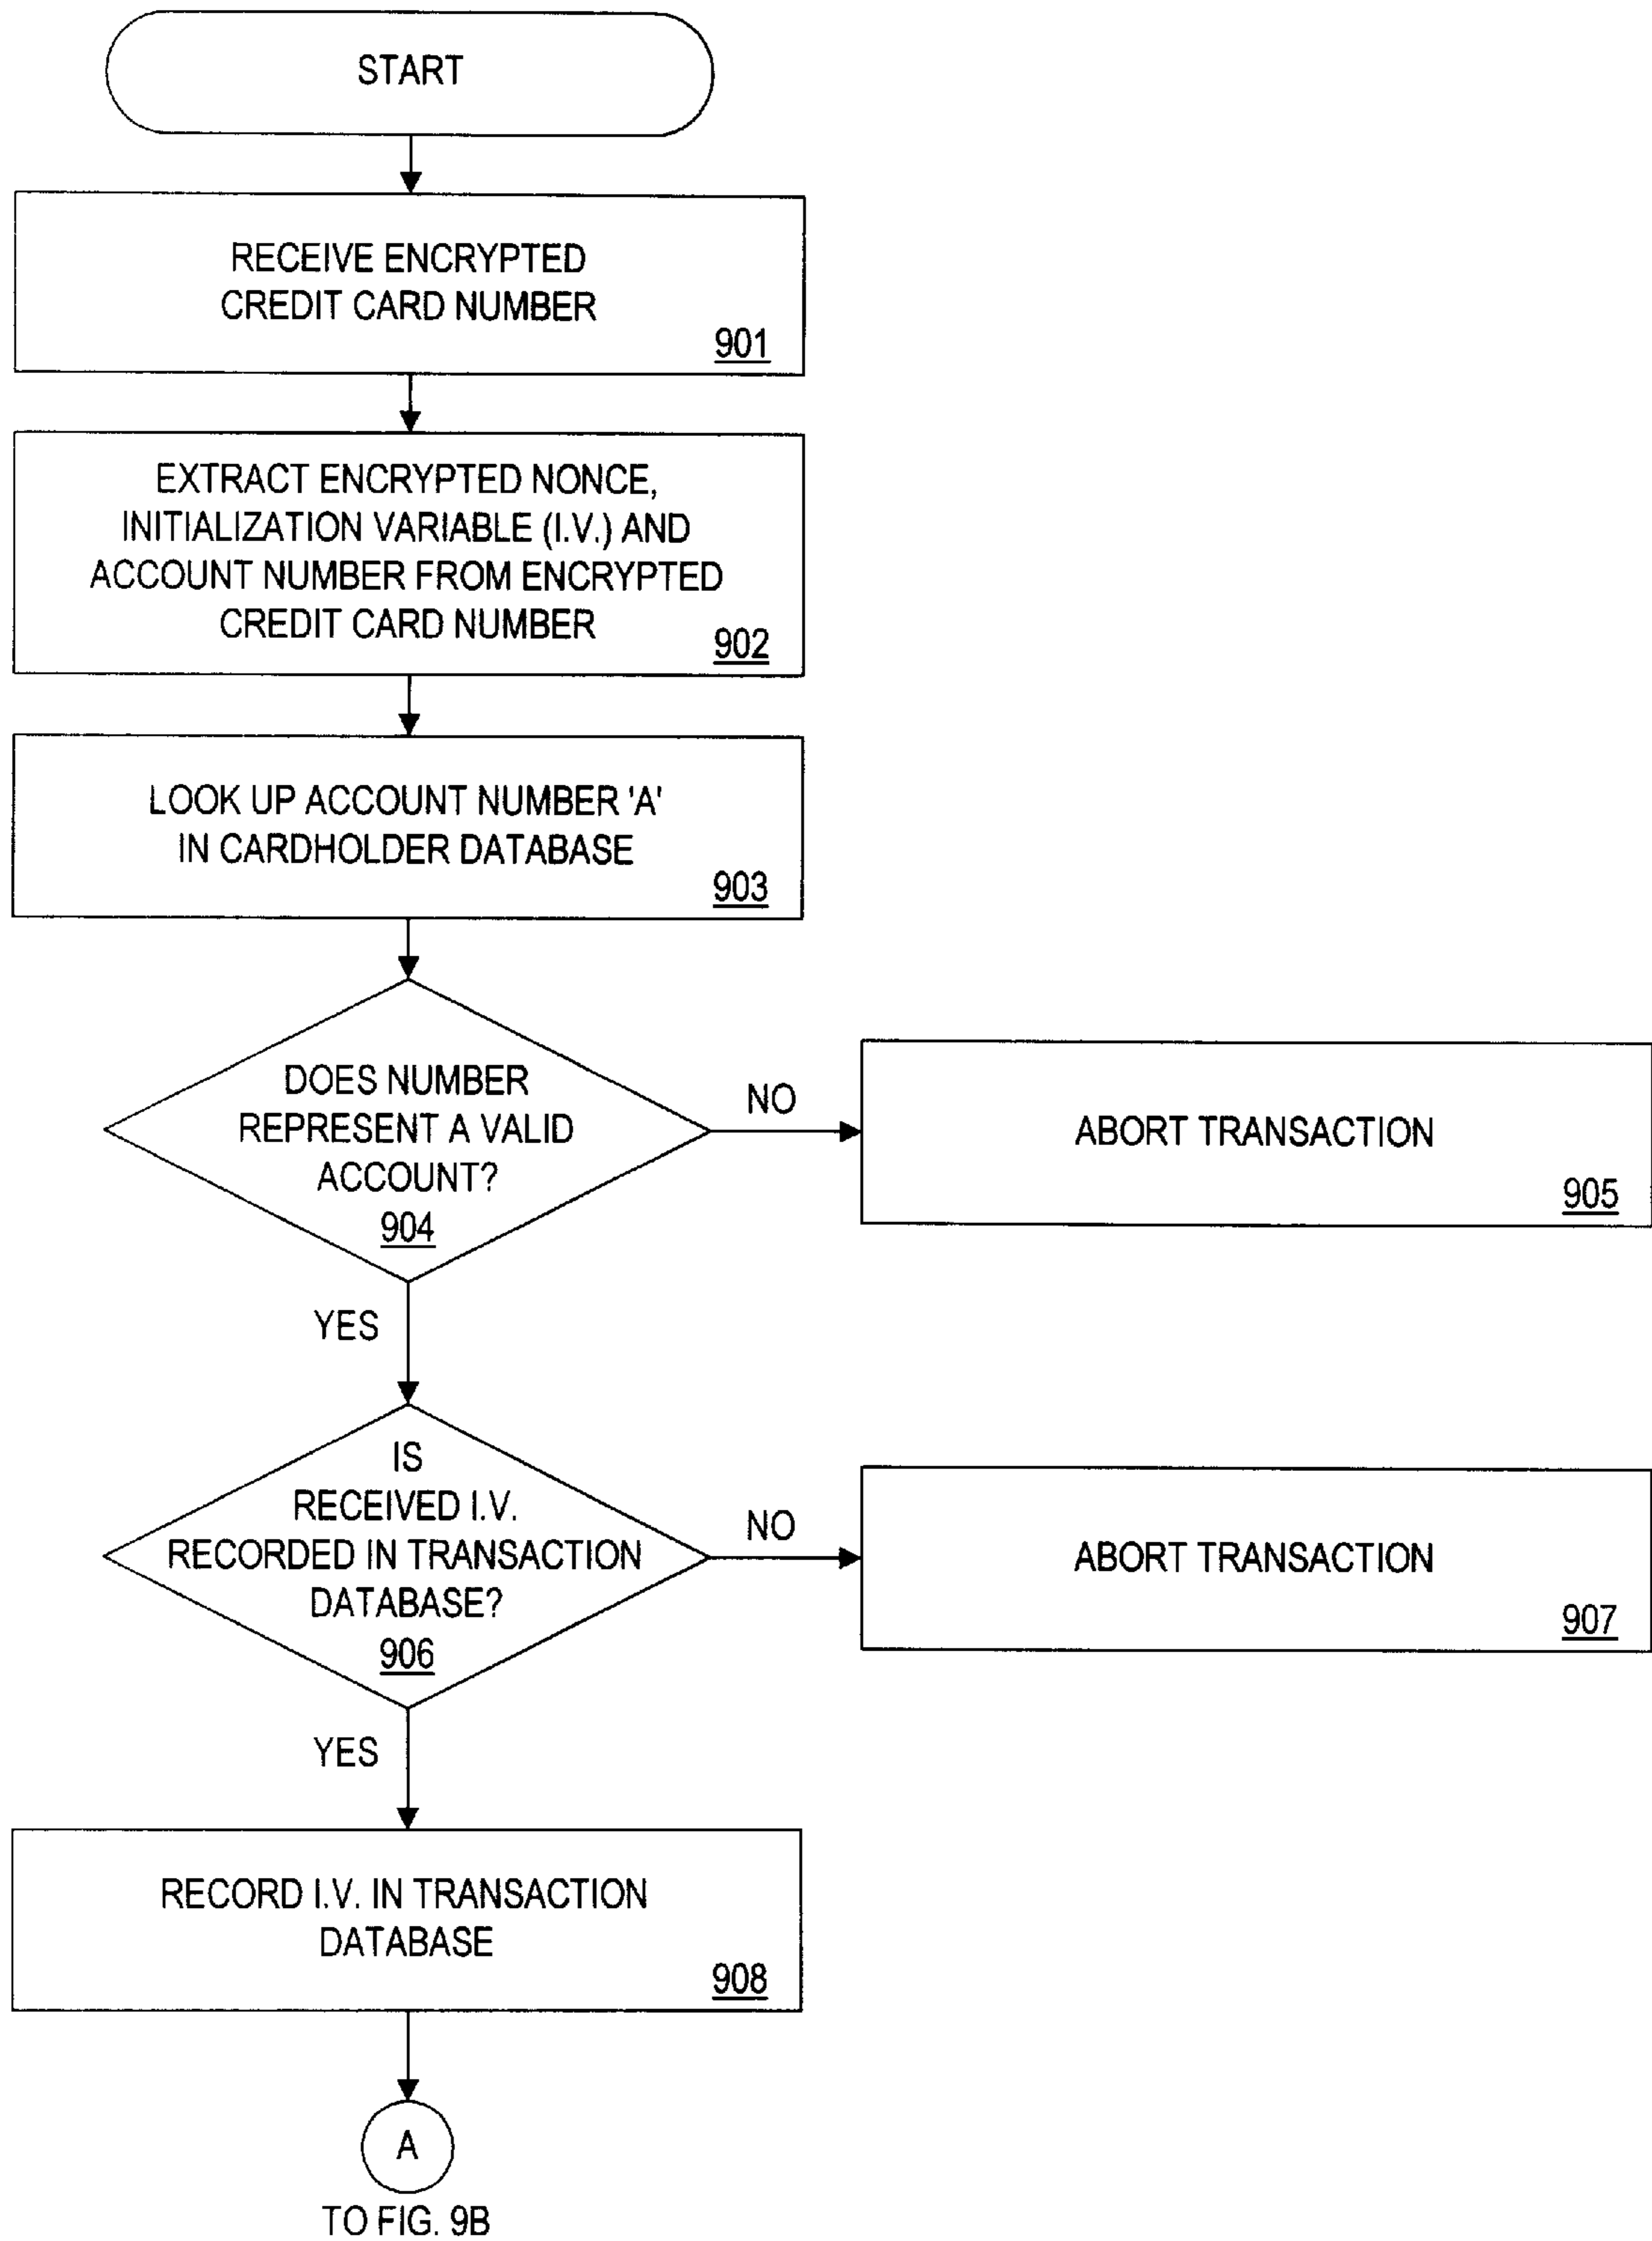 START
RECEIVE ENCRYPTED
CREDIT CARD NUMBER
901
EXTRACT ENCRYPTED NONCE,
INITIALIZATION VARIABLE (I.V.) AND
ACCOUNT NUMBER FROM ENCRYPTED
CREDIT CARD NUMBER
902
LOOK UP ACCOUNT NUMBER 'A'
IN CARDHOLDER DATABASE
903
DOES NUMBER
REPRESENT A VALID
ACCOUNT?
904
NO
ABORT TRANSACTION
905
YES
IS
RECEIVED I.V.
RECORDED IN TRANSACTION
DATABASE?
906
NO
ABORT TRANSACTION
907
YES
RECORD I.V. IN TRANSACTION
DATABASE
908
A
TO FIG. 9B